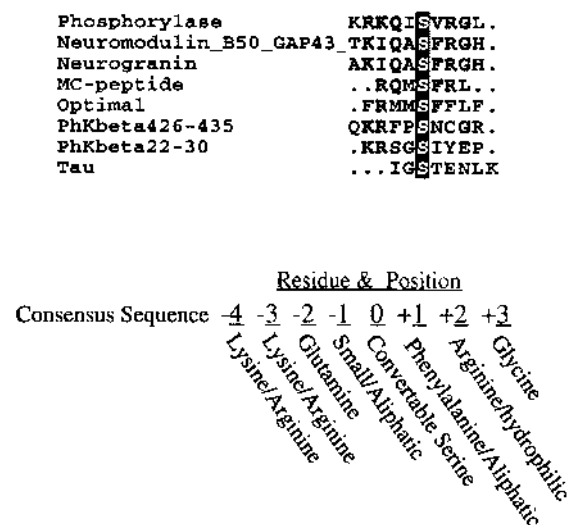 Phosphorylase KRKQISVRGL.
Neuromodulin_B50_GAP43_TKIQASFRGH.
Neurogranin AKIQASFRGH.
MC-peptide ..RQMSFRL..
Optimal .FRMMSFFLF.
PhKbeta426-435 QKRFPSNCGR.
PhKbeta22-30 .KRSGSIYEP.
Tau ...IGSTENLK
Residue & Position
Consensus Sequence -4 -3 -2 -1 0 +1 +2 +3
Lysine/Arginine
Lysine/Arginine
Glutamine
Small/Aliphatic
Convertable Serine
Phenylalanine/Aliphatic
Arginine/hydrophilic
Glycine